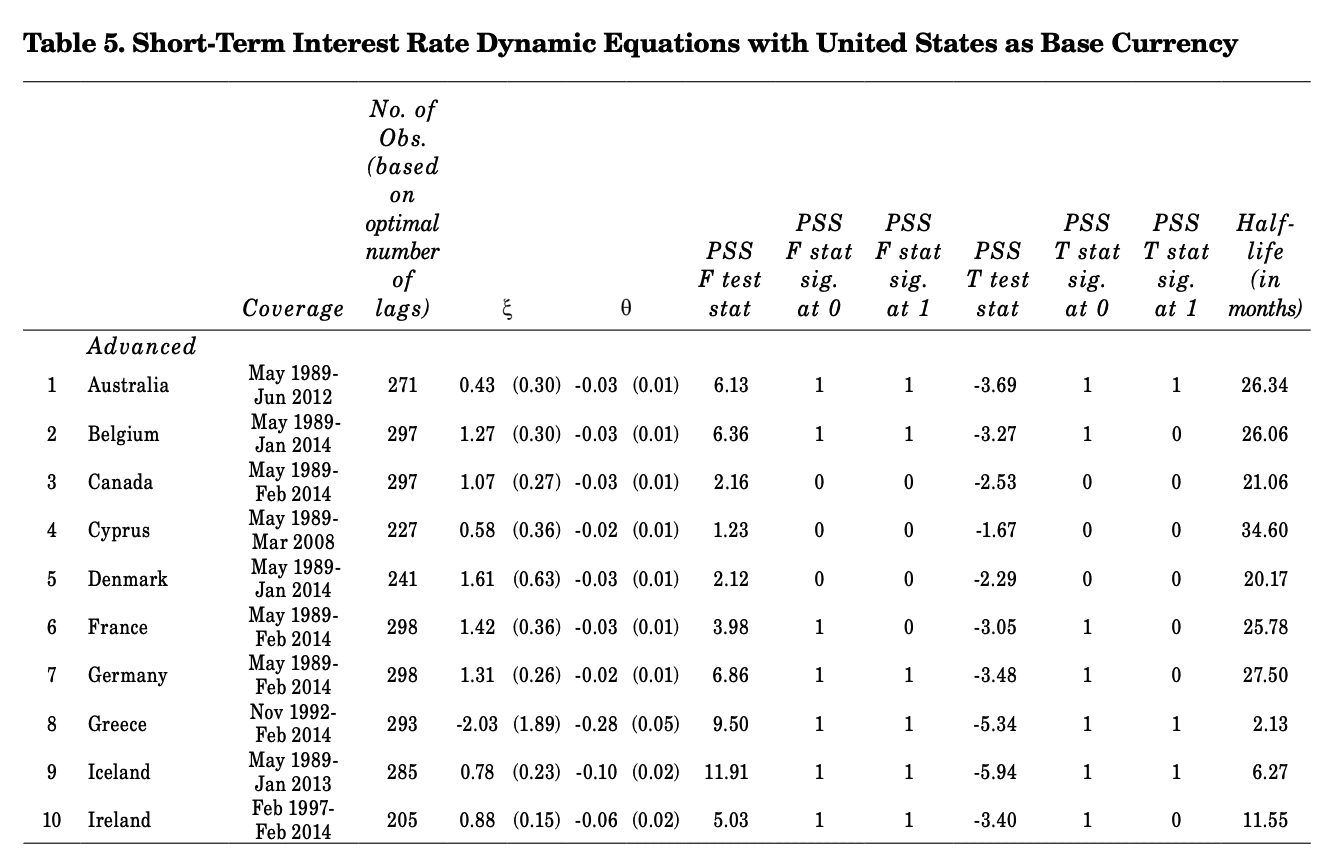 Table 5. Short-Term Interest Rate Dynamic Equations with United States as Base Currency
Coverage
No. of
Obs.
(based
on
optimal
number
of
lags)
ξ
θ
PSS
F test
stat
PSS
F stat
sig.
at 0
PSS
F stat
sig.
at 1
PSS
T test
stat
PSS
T stat
sig.
at 0
PSS
T stat
sig.
at 1
Half-
life
(in
months)
Advanced
1 Australia May 1989-
Jun 2012 271 0.43 (0.30) -0.03 (0.01) 6.13 1 1 -3.69 1 1 26.34
2 Belgium May 1989-
Jan 2014 297 1.27 (0.30) -0.03 (0.01) 6.36 1 1 -3.27 1 0 26.06
3 Canada May 1989-
Feb 2014 297 1.07 (0.27) -0.03 (0.01) 2.16 0 0 -2.53 0 0 21.06
4 Cyprus May 1989-
Mar 2008 227 0.58 (0.36) -0.02 (0.01) 1.23 0 0 -1.67 0 0 34.60
5 Denmark May 1989-
Jan 2014 241 1.61 (0.63) -0.03 (0.01) 2.12 0 0 -2.29 0 0 20.17
6 France May 1989-
Feb 2014 298 1.42 (0.36) -0.03 (0.01) 3.98 1 0 -3.05 1 0 25.78
7 Germany May 1989-
Feb 2014 298 1.31 (0.26) -0.02 (0.01) 6.86 1 1 -3.48 1 0 27.50
8 Greece Nov 1992-
Feb 2014 293 -2.03 (1.89) -0.28 (0.05) 9.50 1 1 -5.34 1 1 2.13
9 Iceland May 1989-
Jan 2013 285 0.78 (0.23) -0.10 (0.02) 11.91 1 1 -5.94 1 1 6.27
10 Ireland Feb 1997-
Feb 2014 205 0.88 (0.15) -0.06 (0.02) 5.03 1 1 -3.40 1 0 11.55